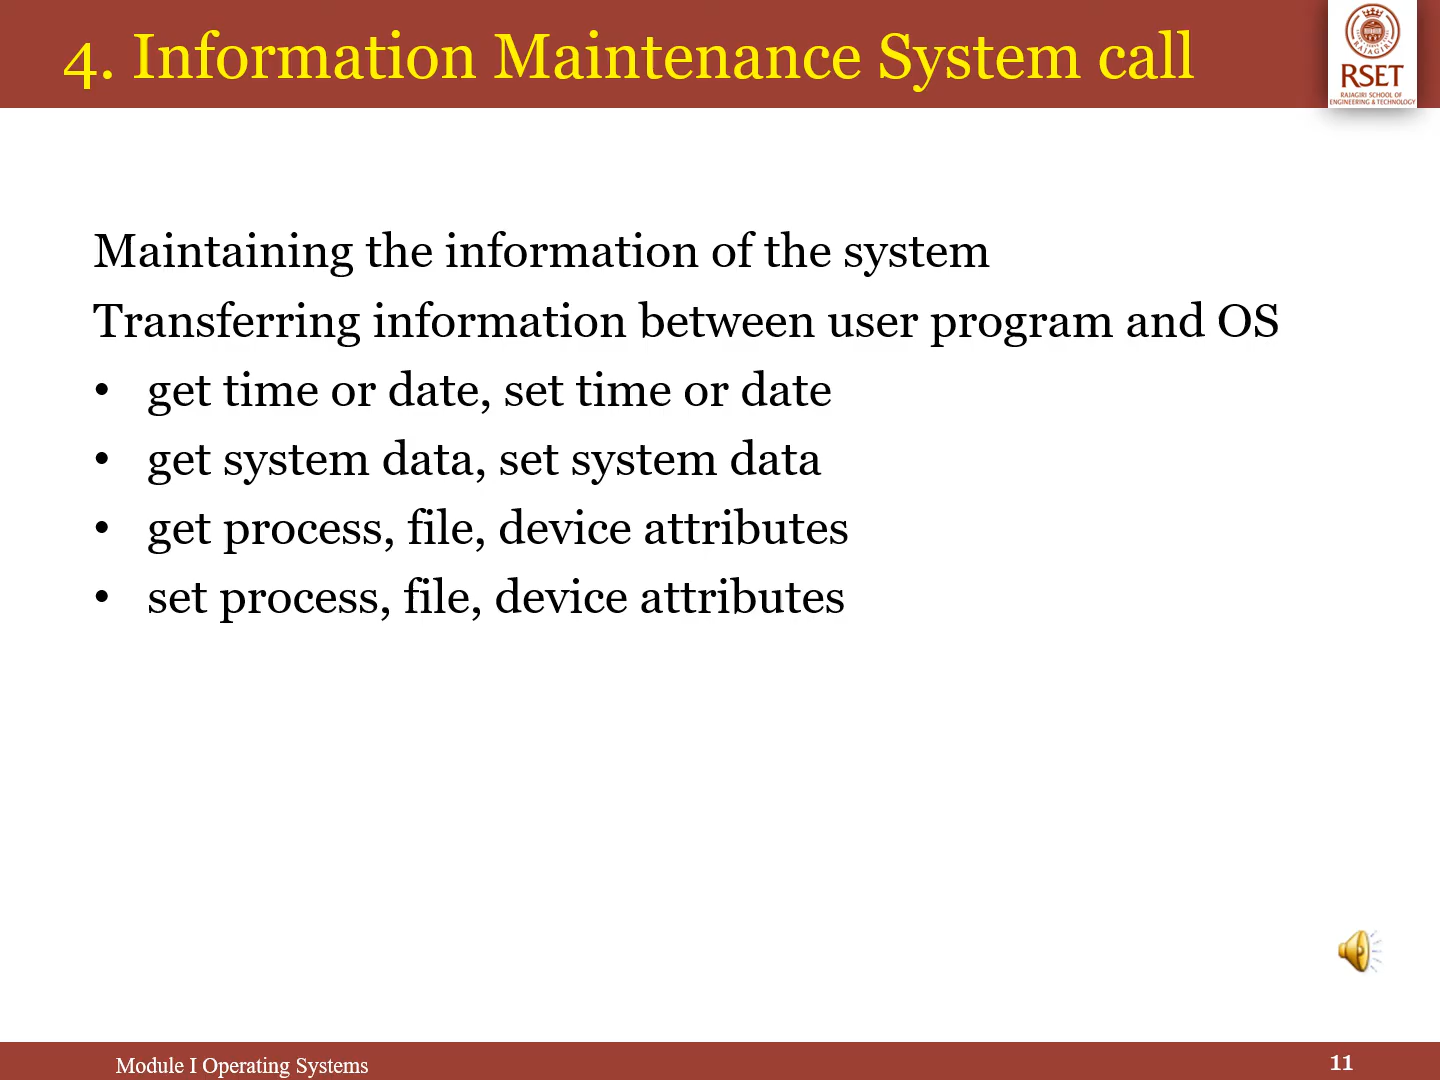 4. Information Maintenance System call
RAJAGIRI
RSET
RAJAGIRI SCHOOL OF
ENGINEERING & TECHNOLOGY
Maintaining the information of the system
Transferring information between user program and OS
• get time or date, set time or date
• get system data, set system data
• get process, file, device attributes
• set process, file, device attributes
Module I Operating Systems
11